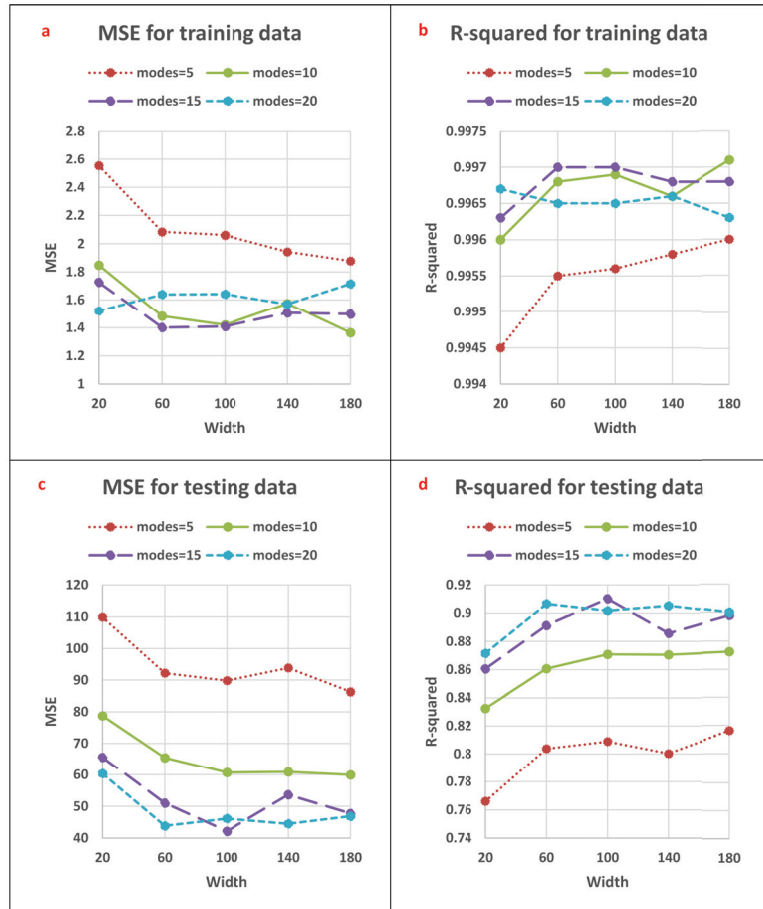 a MSE for training data
modes=5 modes=10
modes=15 modes=20
2.8
2.6
2.4
2.2
2
1.8
1.6
1.4
1.2
1
MSE
20 60 100 140 180
Width
b R-squared for training data
modes=5 modes=10
modes=15 modes=20
0.9975
0.997
0.9965
0.996
0.9955
0.995
0.9945
0.994
R-squared
20 60 100 140 180
Width
c MSE for testing data
modes=5 modes=10
modes=15 modes=20
120
110
100
90
80
70
60
50
40
MSE
20 60 100 140 180
Width
d R-squared for testing data
modes=5 modes=10
modes=15 modes=20
0.92
0.9
0.88
0.86
0.84
0.82
0.8
0.78
0.76
0.74
R-squared
20 60 100 140 180
Width